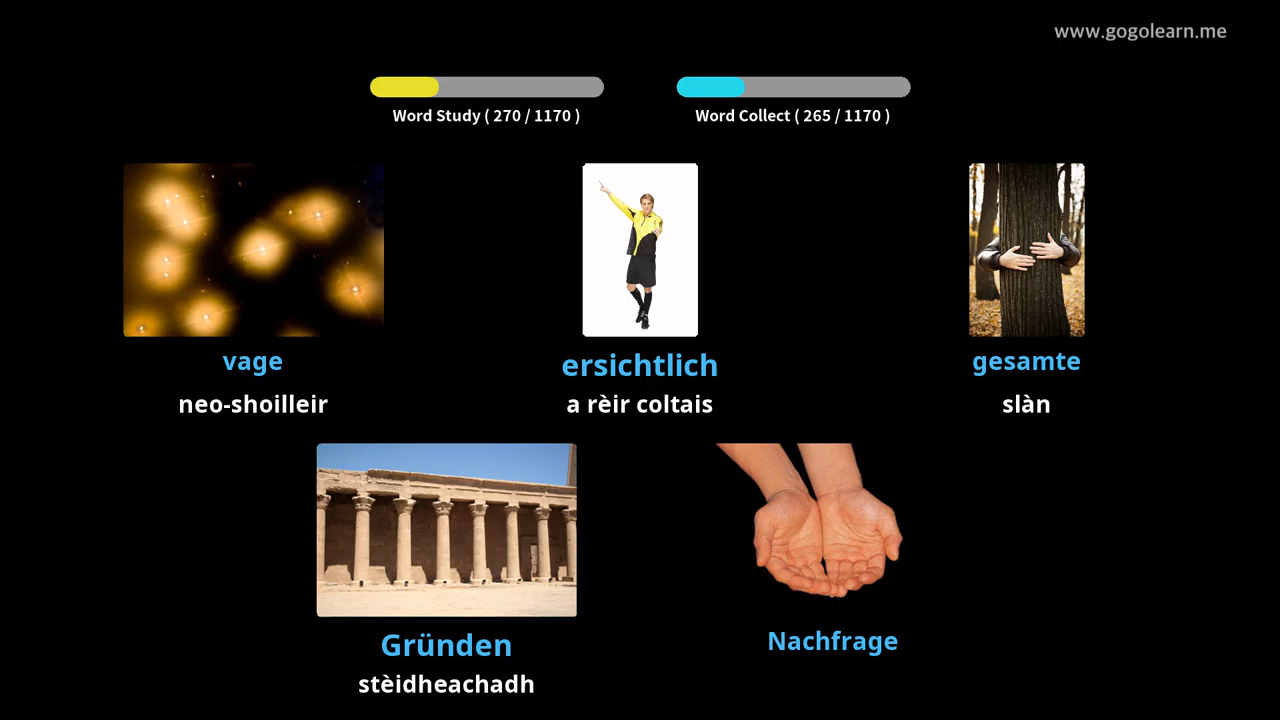 www.gogolearn.me
Word Study ( 270 / 1170 )
Word Collect ( 265 / 1170 )
vage
ersichtlich
gesamte
neo-shoilleir
a rèir coltais
slàn
Gründen
Nachfrage
stèidheachadh